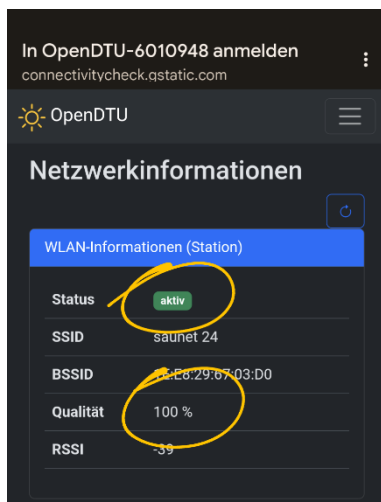 In OpenDTU-6010948 anmelden
connectivitycheck.gstatic.com
OpenDTU
Netzwerkinformationen
WLAN-Informationen (Station)
Status aktiv
SSID saunet 24
BSSID :E8:29:67:03:D0
Qualität 100 %
RSSI -39